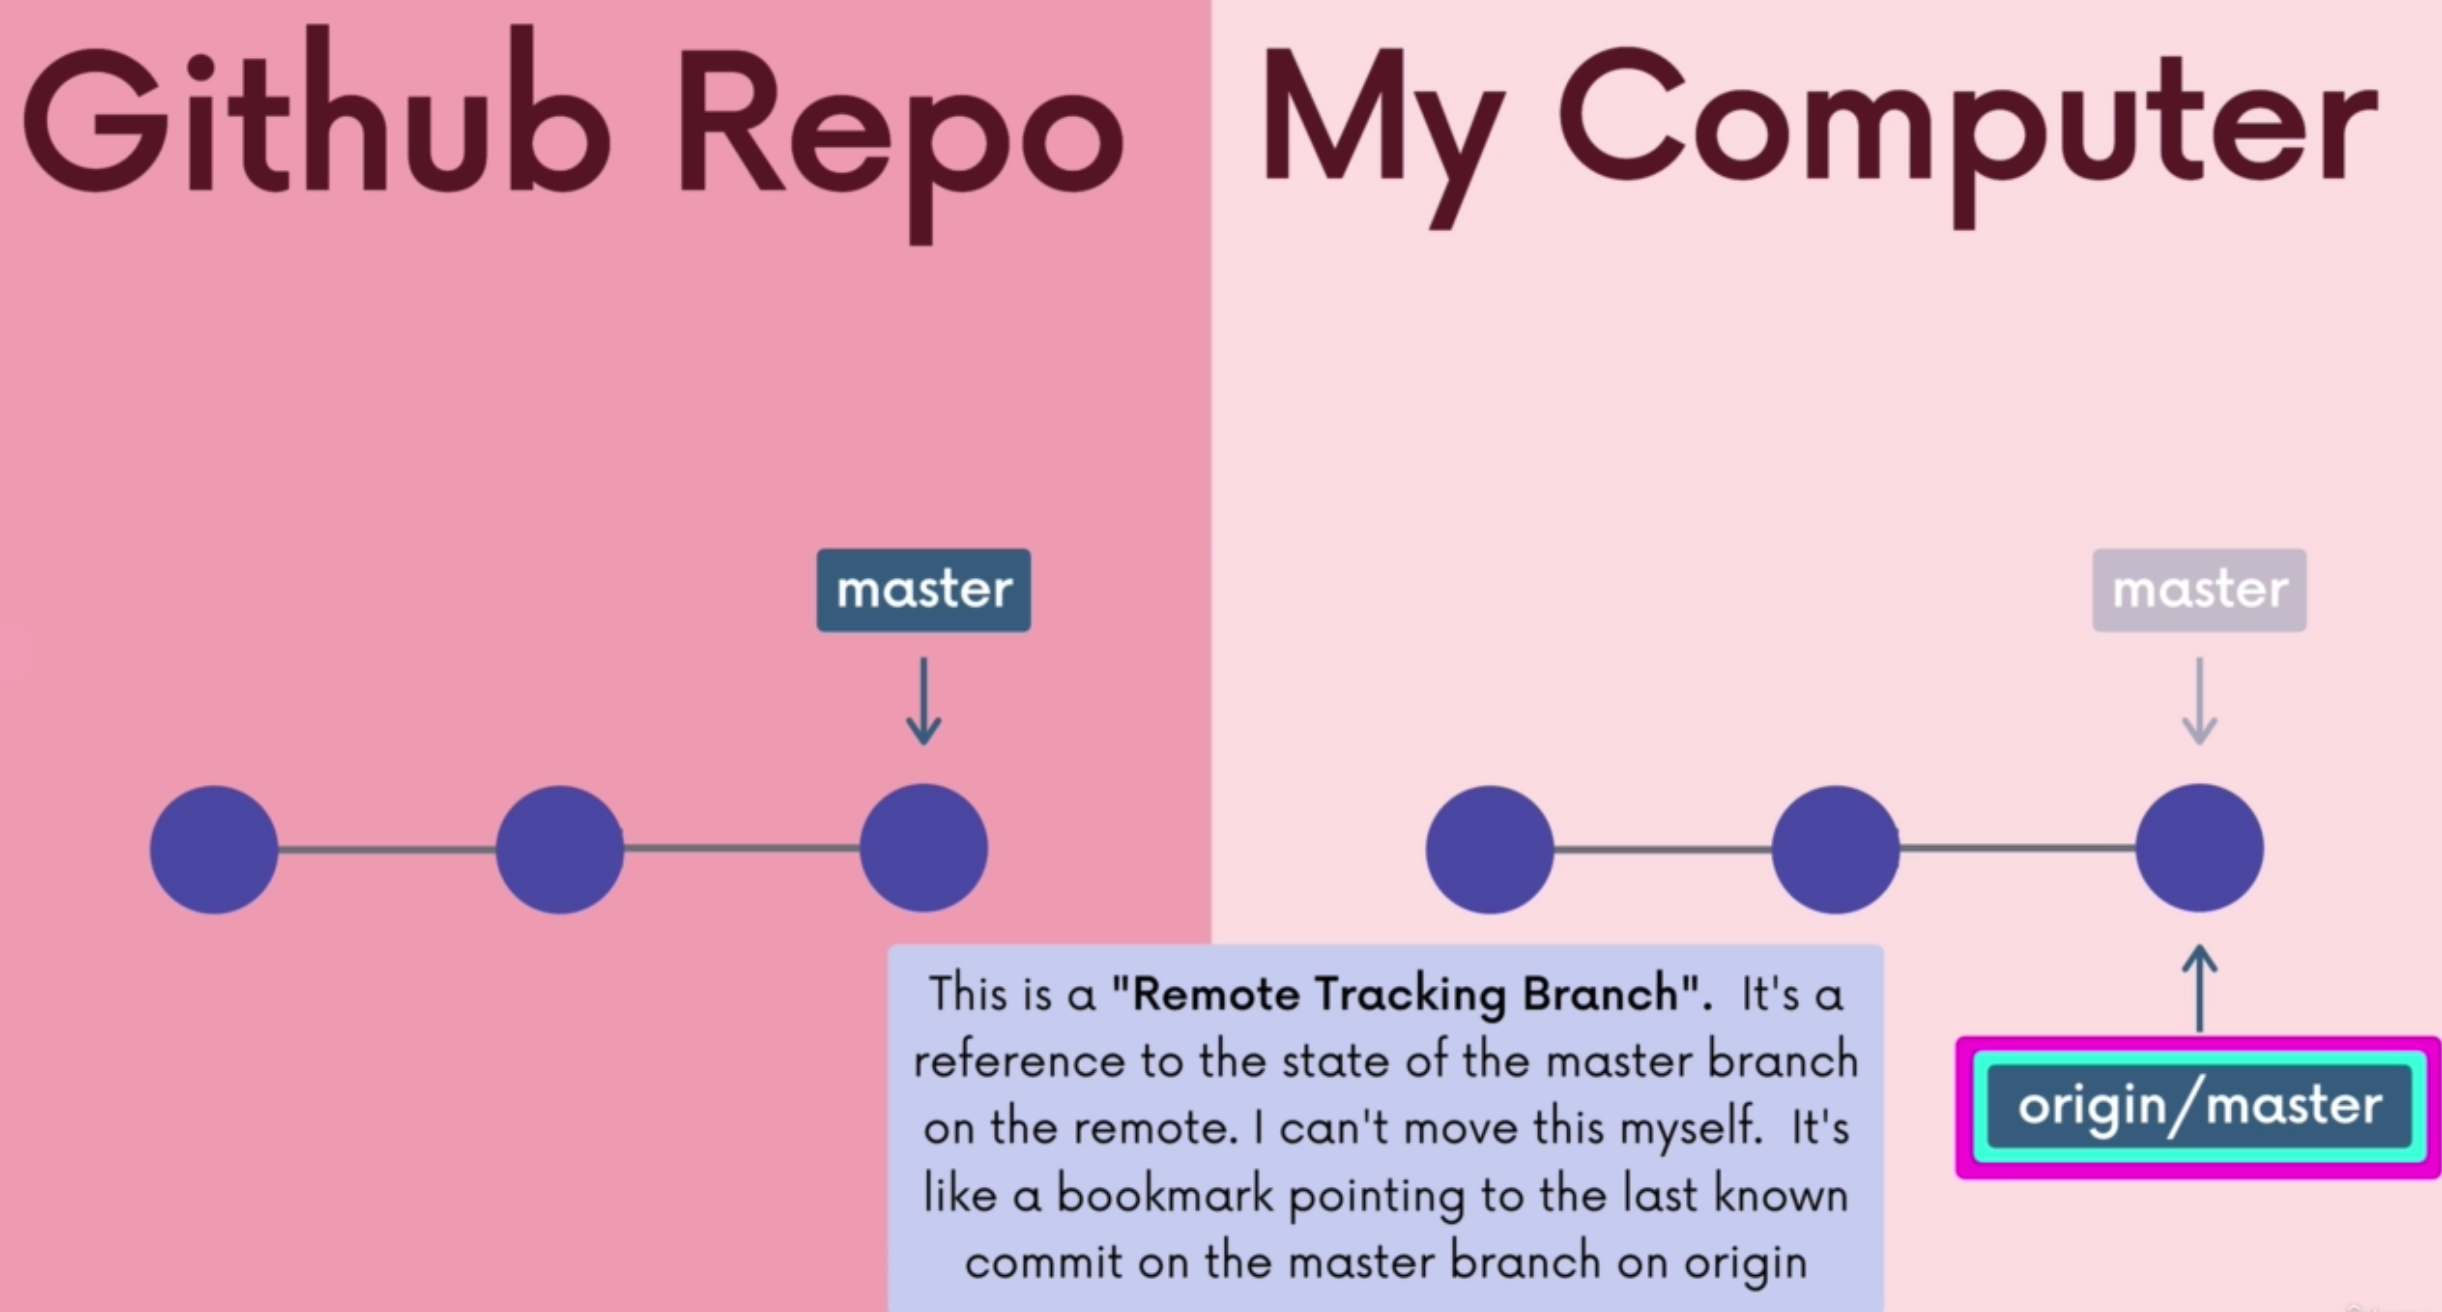 Github Repo
My Computer
master
master
This is a "Remote Tracking Branch". It's a
reference to the state of the master branch
on the remote. I can't move this myself. It's
like a bookmark pointing to the last known
commit on the master branch on origin
origin/master